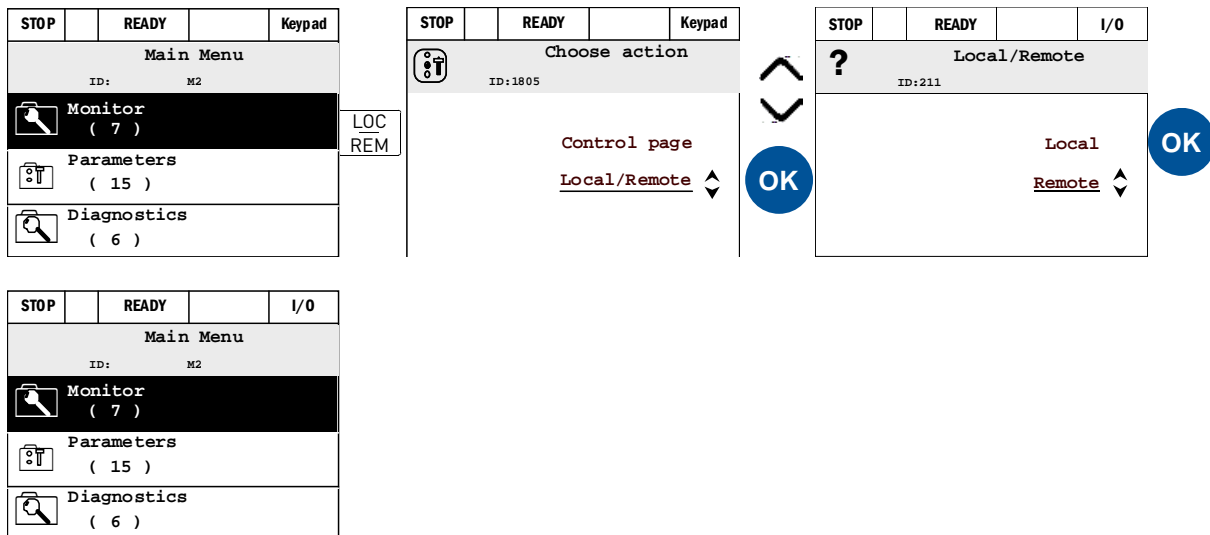 STOP READY Keypad
Main Menu
ID: M2
Monitor
( 7 )
Parameters
( 15 )
Diagnostics
( 6 )
LOC
REM
STOP READY Keypad
Choose action
ID:1805
Control page
Local/Remote
OK
STOP READY I/O
? Local/Remote
ID:211
Local
Remote
OK
STOP READY I/O
Main Menu
ID: M2
Monitor
( 7 )
Parameters
( 15 )
Diagnostics
( 6 )